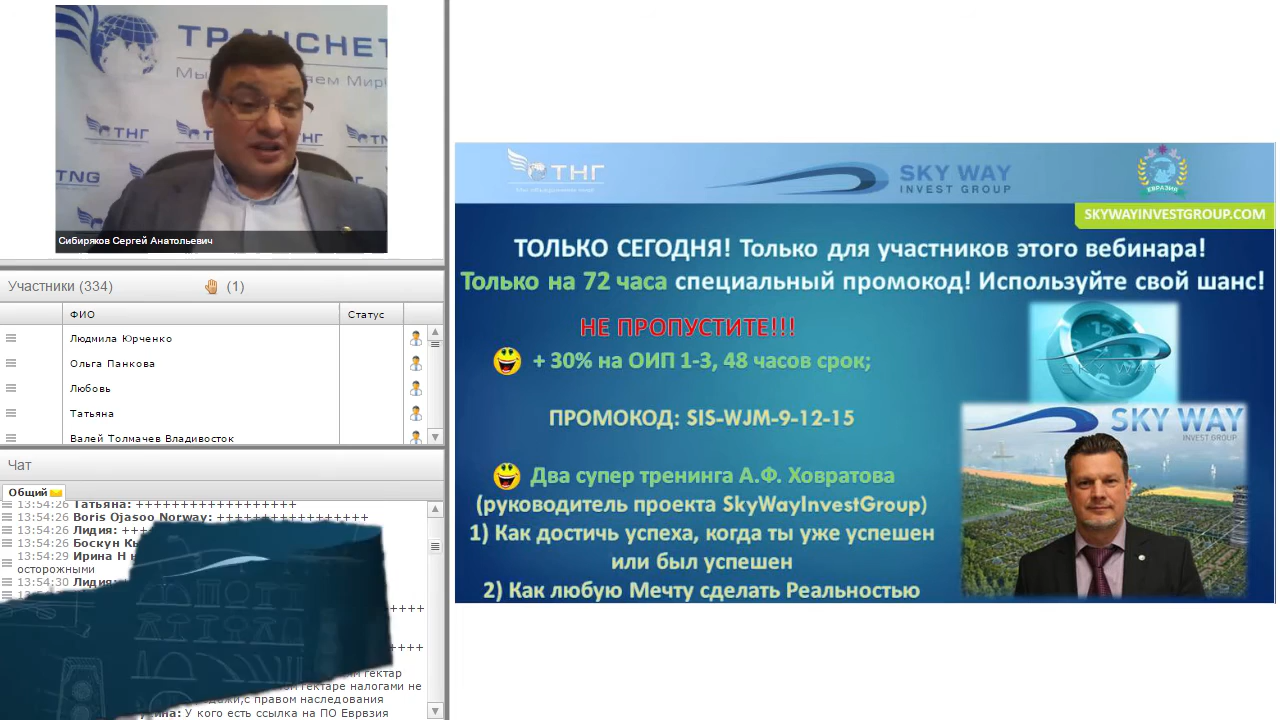 ТРАНСНЕТ
ТНГ
TNG
TNG
Сибиряков Сергей Анатольевич
Участники (334)
(1)
ФИО
Статус
Людмила Юрченко
Ольга Панкова
Любовь
Татьяна
Валей Толмачев Владивосток
Чат
Общий
13:54:26 Татьяна: ++++++++++++++++++
13:54:26 Boris Ojasoo Norway: +++++++++++++++++
13:54:26 Лидия:
13:54:26 Боскун
13:54:29 Ирина Н
осторожными
13:54:30 Лидия:
гектар
гектаре налогами не
с правом наследования
У кого есть ссылка на ПО Еврвзия
ТНГ
Мы объединяем мир!
SKY WAY
INVEST GROUP
ЕВРАЗИЯ
SKYWAYINVESTGROUP.COM
ТОЛЬКО СЕГОДНЯ! Только для участников этого вебинара!
Только на 72 часа специальный промокод! Используйте свой шанс!
НЕ ПРОПУСТИТЕ!!!
+ 30% на ОИП 1-3, 48 часов срок;
SKY WAY
ПРОМОКОД: SIS-WJM-9-12-15
SKY WAY
INVEST GROUP
Два супер тренинга А.Ф. Ховратова
(руководитель проекта SkyWayInvestGroup)
1) Как достичь успеха, когда ты уже успешен
или был успешен
2) Как любую Мечту сделать Реальностью